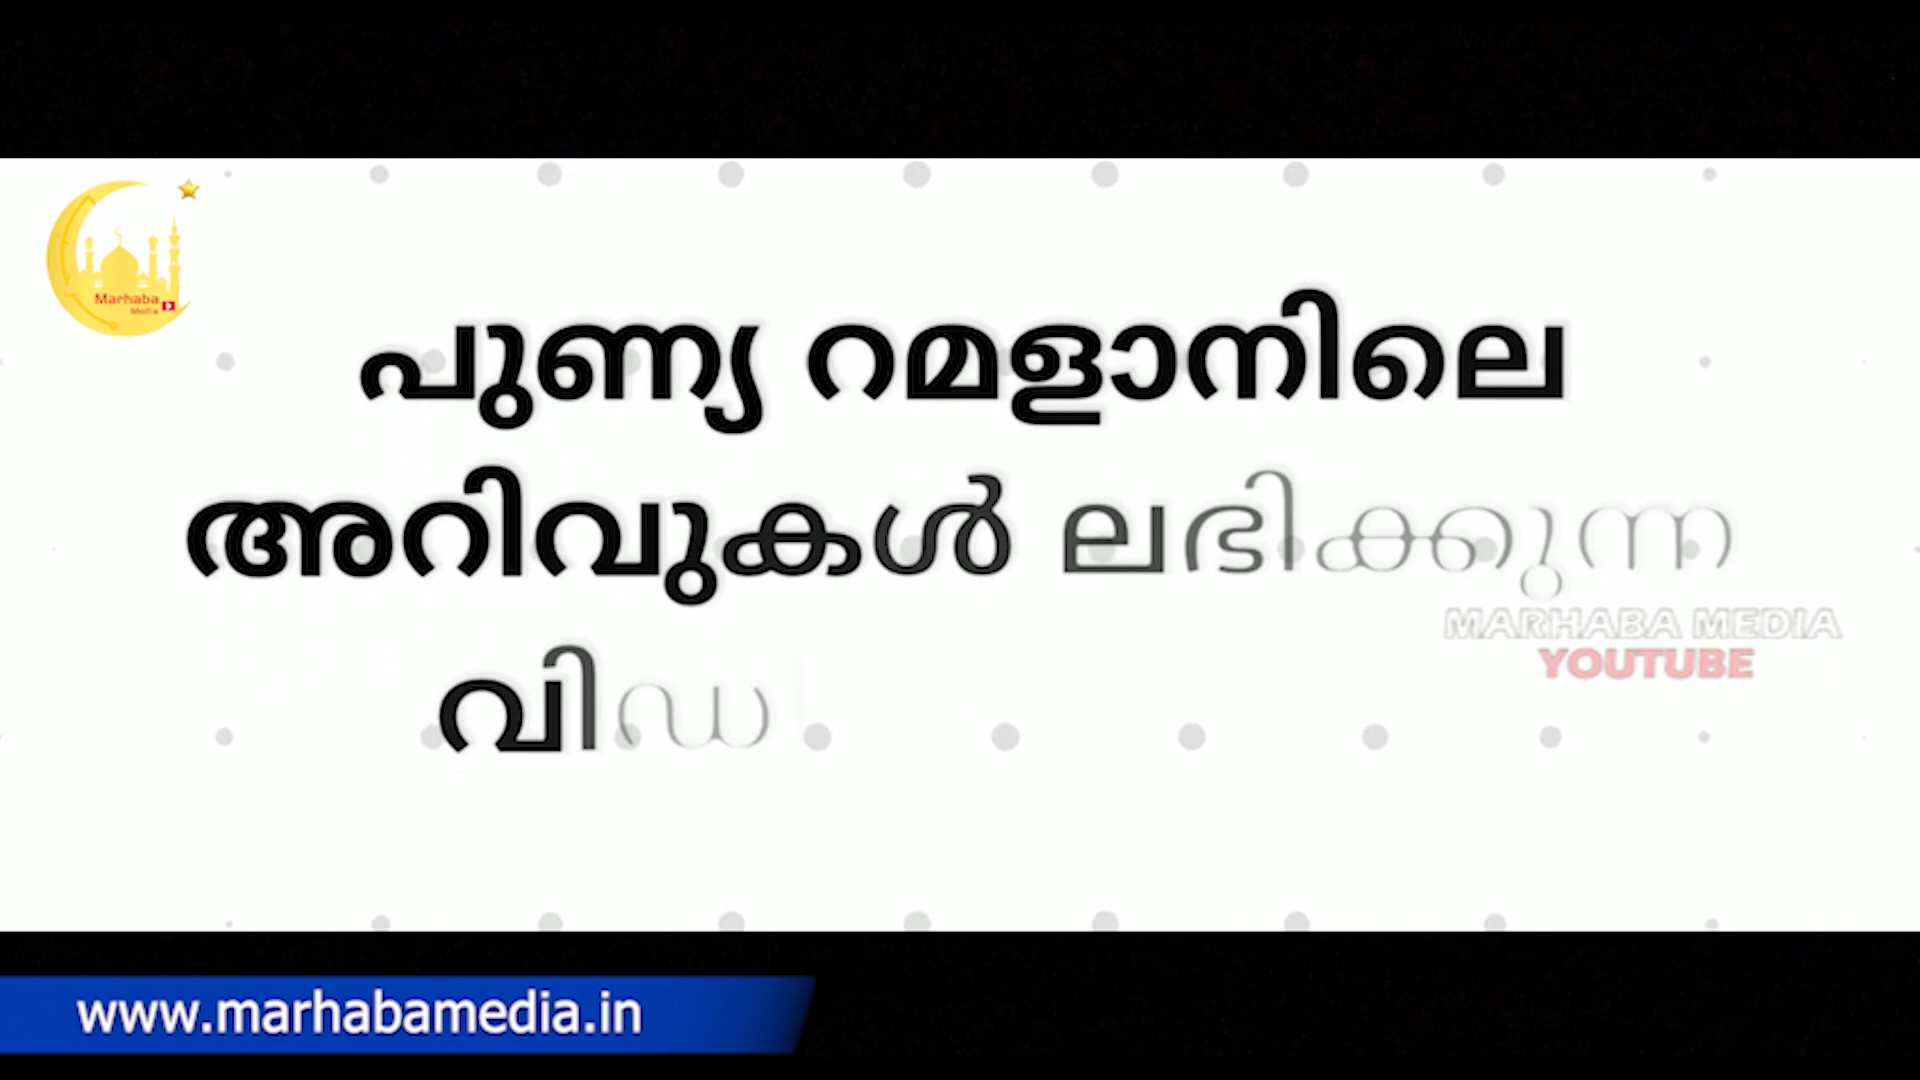 Marhaba
Media
പുണ്യ റമളാനിലെ
അറിവുകൾ ലഭിക്കുന്ന
MARHABA MEDIA
YOUTUBE
വിഡ
www.marhabamedia.in